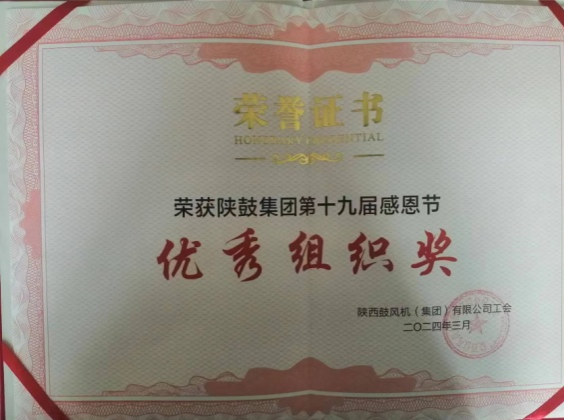 荣誉证书
HONORARY CREDENTIAL
荣获陕鼓集团第十九届感恩节
优秀组织奖
陕西鼓风机（集团）有限公司工会
二〇二四年三月